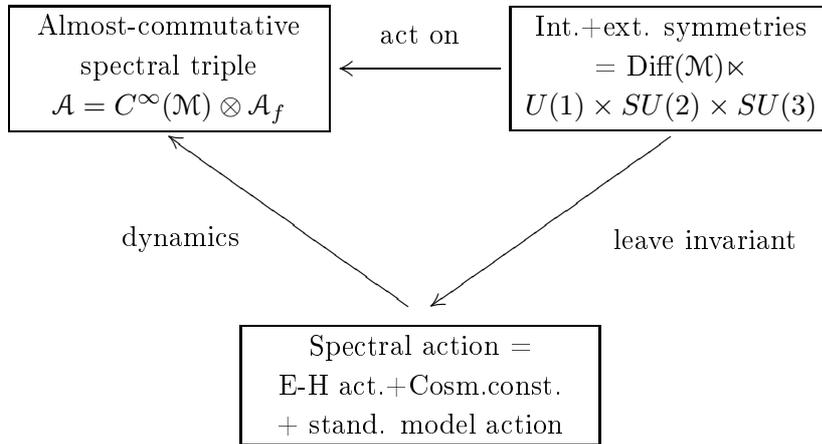 Almost-commutative
spectral triple
𝒜 = C^∞(ℳ) ⊗ 𝒜_f
act on
Int.+ext. symmetries
= Diff(ℳ)⋉
U(1) × SU(2) × SU(3)
dynamics
leave invariant
Spectral action =
E-H act.+Cosm.const.
+ stand. model action